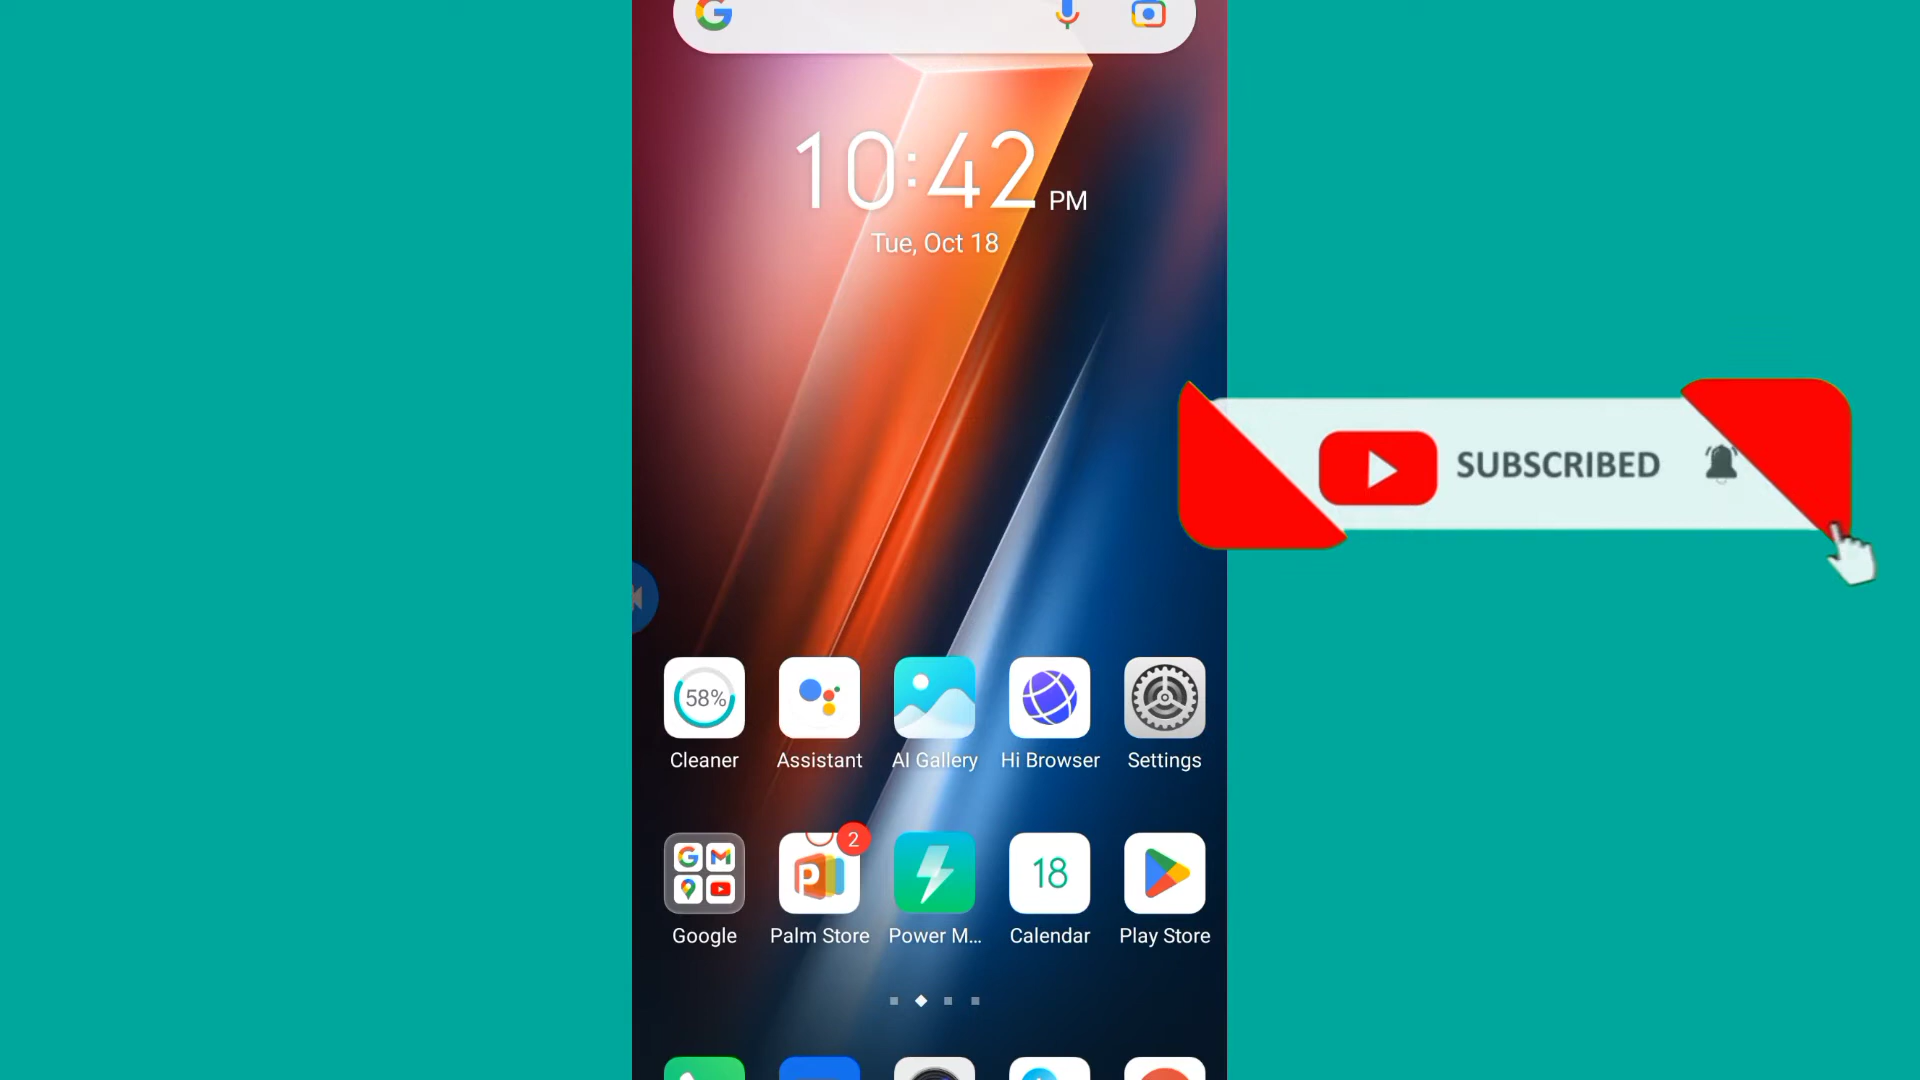 10:42 PM
Tue, Oct 18
SUBSCRIBED
58%
Cleaner
Assistant
AI Gallery
Hi Browser
Settings
2
18
Google
Palm Store
Power M...
Calendar
Play Store